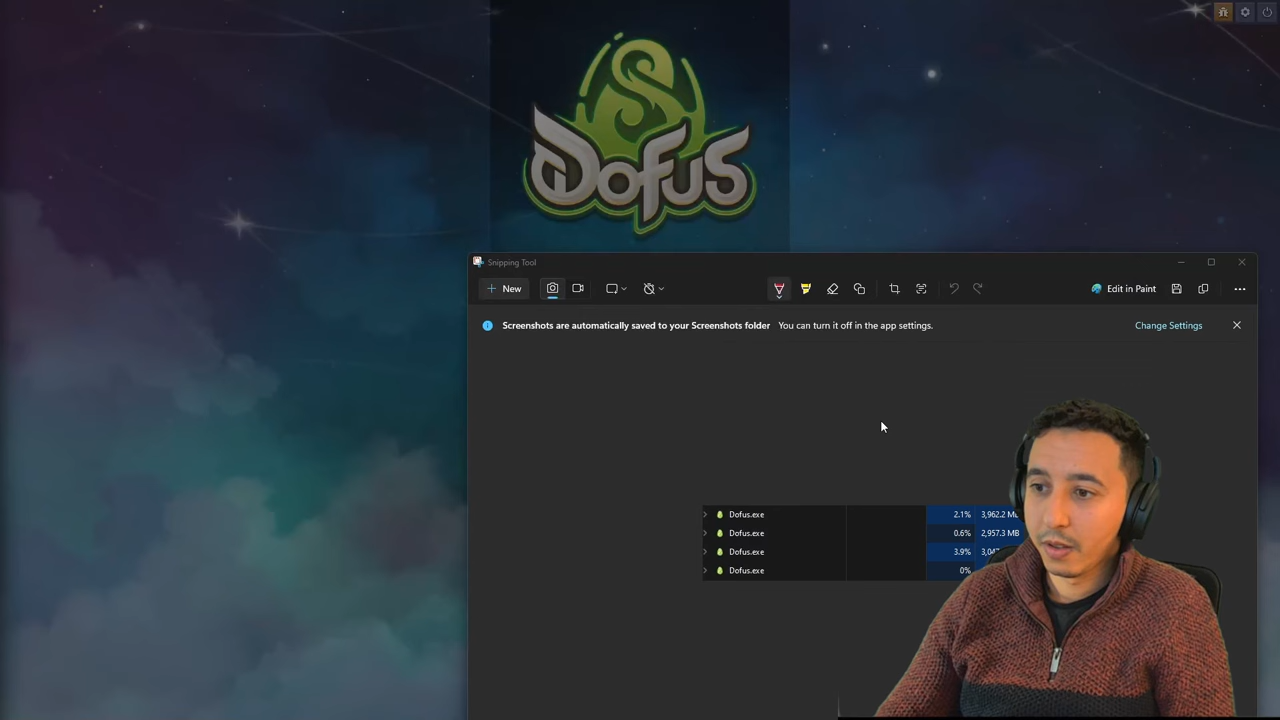 Dofus
Snipping Tool
New
Edit in Paint
Screenshots are automatically saved to your Screenshots folder You can turn it off in the app settings.
Change Settings
Dofus.exe 2.1% 3,962.2 M
Dofus.exe 0.6% 2,957.3 MB
Dofus.exe 3.9%
Dofus.exe 0%